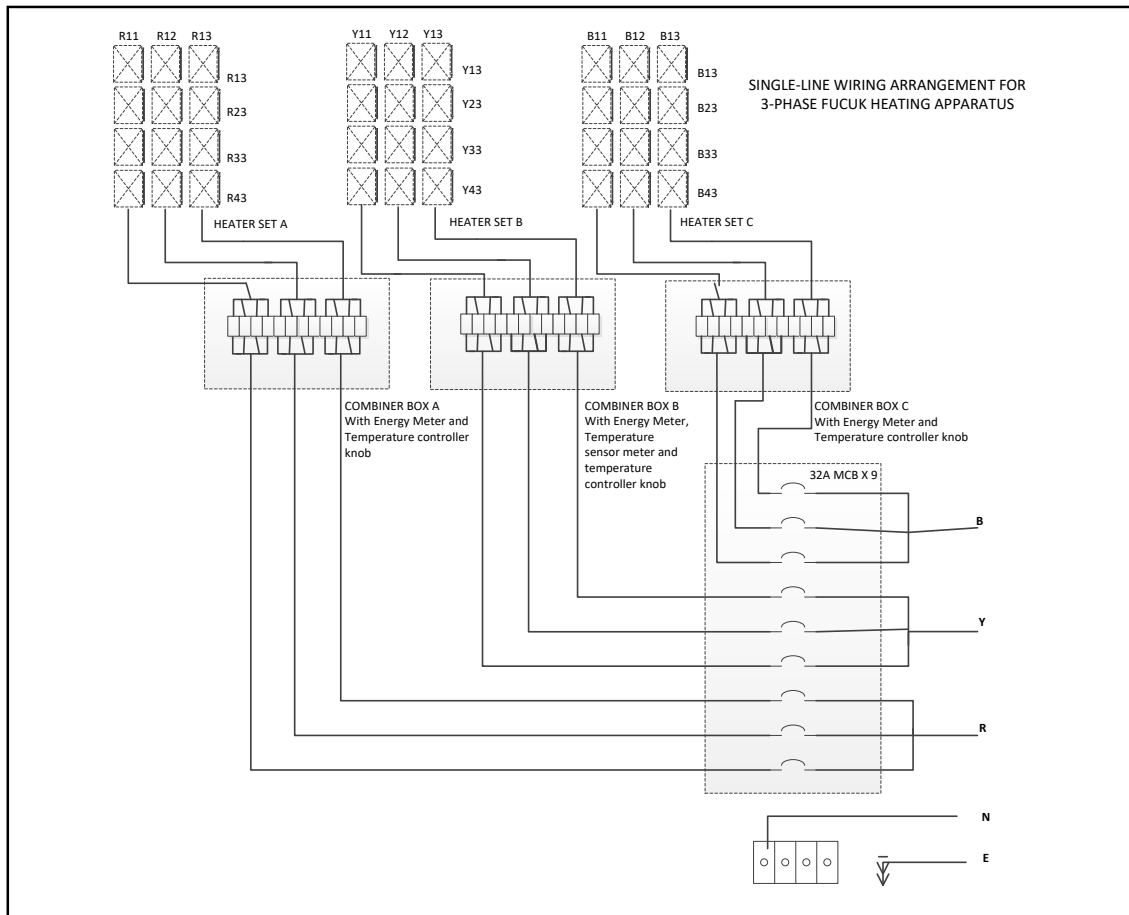 R11 R12 R13
Y11 Y12 Y13
B11 B12 B13
R13
R23
R33
R43
Y13
Y23
Y33
Y43
B13
B23
B33
B43
SINGLE-LINE WIRING ARRANGEMENT FOR
3-PHASE FUCUK HEATING APPARATUS
HEATER SET A
HEATER SET B
HEATER SET C
COMBINER BOX A
With Energy Meter and
Temperature controller
knob
COMBINER BOX B
With Energy Meter,
Temperature
sensor meter and
temperature
controller knob
COMBINER BOX C
With Energy Meter and
Temperature controller knob
32A MCB X 9
B
Y
R
N
E